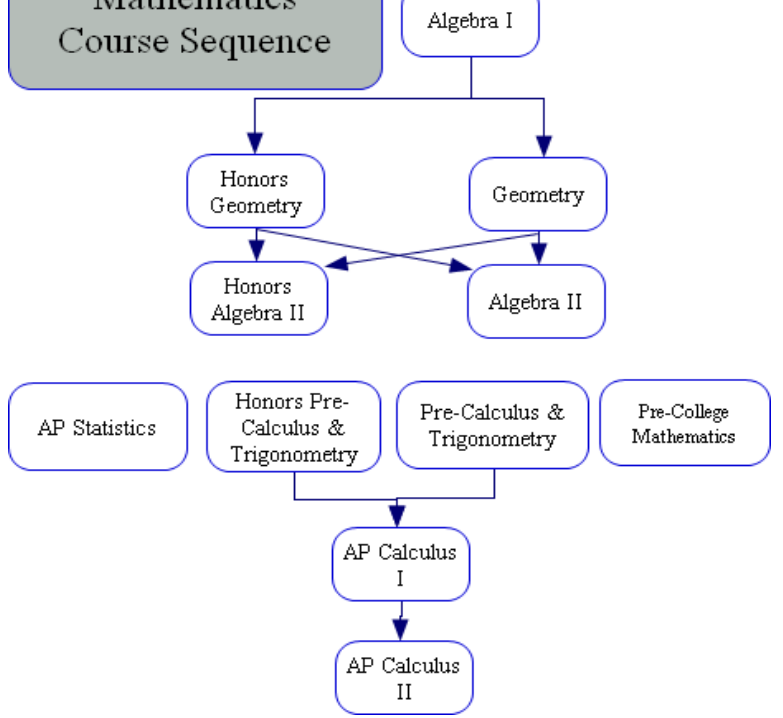 Mathematics
Course Sequence
Algebra I
Honors
Geometry
Geometry
Honors
Algebra II
Algebra II
AP Statistics
Honors Pre-
Calculus &
Trigonometry
Pre-Calculus &
Trigonometry
Pre-College
Mathematics
AP Calculus
I
AP Calculus
II